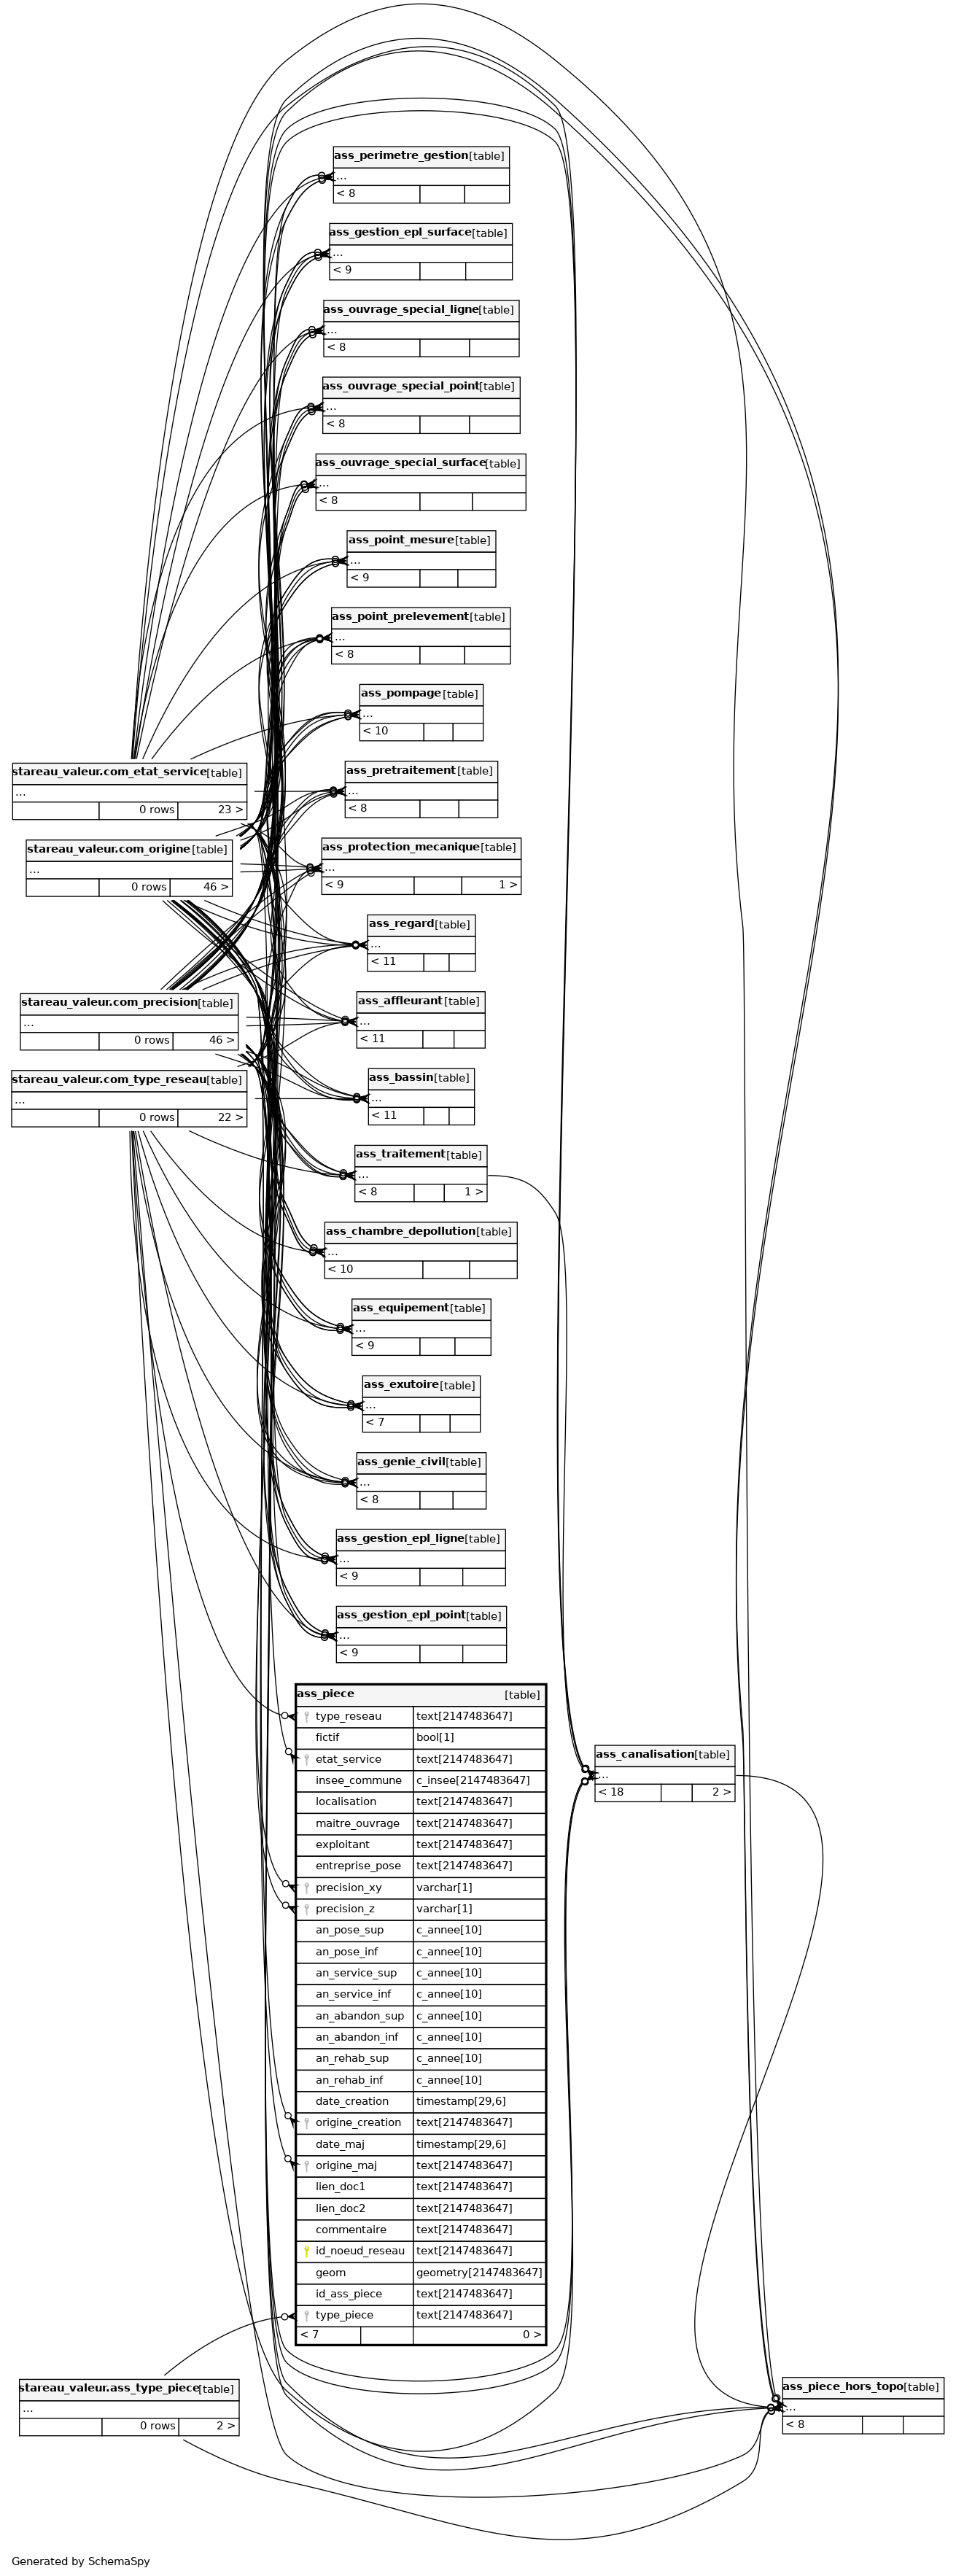 ass_perimetre_gestion [table]
...
< 8
ass_gestion_epl_surface [table]
...
< 9
ass_ouvrage_special_ligne [table]
...
< 8
ass_ouvrage_special_point [table]
...
< 8
ass_ouvrage_special_surface [table]
...
< 8
ass_point_mesure [table]
...
< 9
ass_point_prelevement [table]
...
< 8
ass_pompage [table]
...
< 10
stareau_valeur.com_etat_service [table]
...
0 rows 23 >
ass_pretraitement [table]
...
< 8
stareau_valeur.com_origine [table]
...
0 rows 46 >
ass_protection_mecanique [table]
...
< 9 1 >
ass_regard [table]
...
< 11
stareau_valeur.com_precision [table]
...
0 rows 46 >
ass_affleurant [table]
...
< 11
stareau_valeur.com_type_reseau [table]
...
0 rows 22 >
ass_bassin [table]
...
< 11
ass_traitement [table]
...
< 8 1 >
ass_chambre_depollution [table]
...
< 10
ass_equipement [table]
...
< 9
ass_exutoire [table]
...
< 7
ass_genie_civil [table]
...
< 8
ass_gestion_epl_ligne [table]
...
< 9
ass_gestion_epl_point [table]
...
< 9
ass_piece [table]
type_reseau text[2147483647]
fictif bool[1]
etat_service text[2147483647]
insee_commune c_insee[2147483647]
localisation text[2147483647]
maitre_ouvrage text[2147483647]
exploitant text[2147483647]
entreprise_pose text[2147483647]
precision_xy varchar[1]
precision_z varchar[1]
an_pose_sup c_annee[10]
an_pose_inf c_annee[10]
an_service_sup c_annee[10]
an_service_inf c_annee[10]
an_abandon_sup c_annee[10]
an_abandon_inf c_annee[10]
an_rehab_sup c_annee[10]
an_rehab_inf c_annee[10]
date_creation timestamp[29,6]
origine_creation text[2147483647]
date_maj timestamp[29,6]
origine_maj text[2147483647]
lien_doc1 text[2147483647]
lien_doc2 text[2147483647]
commentaire text[2147483647]
id_noeud_reseau text[2147483647]
geom geometry[2147483647]
id_ass_piece text[2147483647]
type_piece text[2147483647]
< 7 0 >
ass_canalisation [table]
...
< 18 2 >
stareau_valeur.ass_type_piece [table]
...
0 rows 2 >
ass_piece_hors_topo [table]
...
< 8
Generated by SchemaSpy